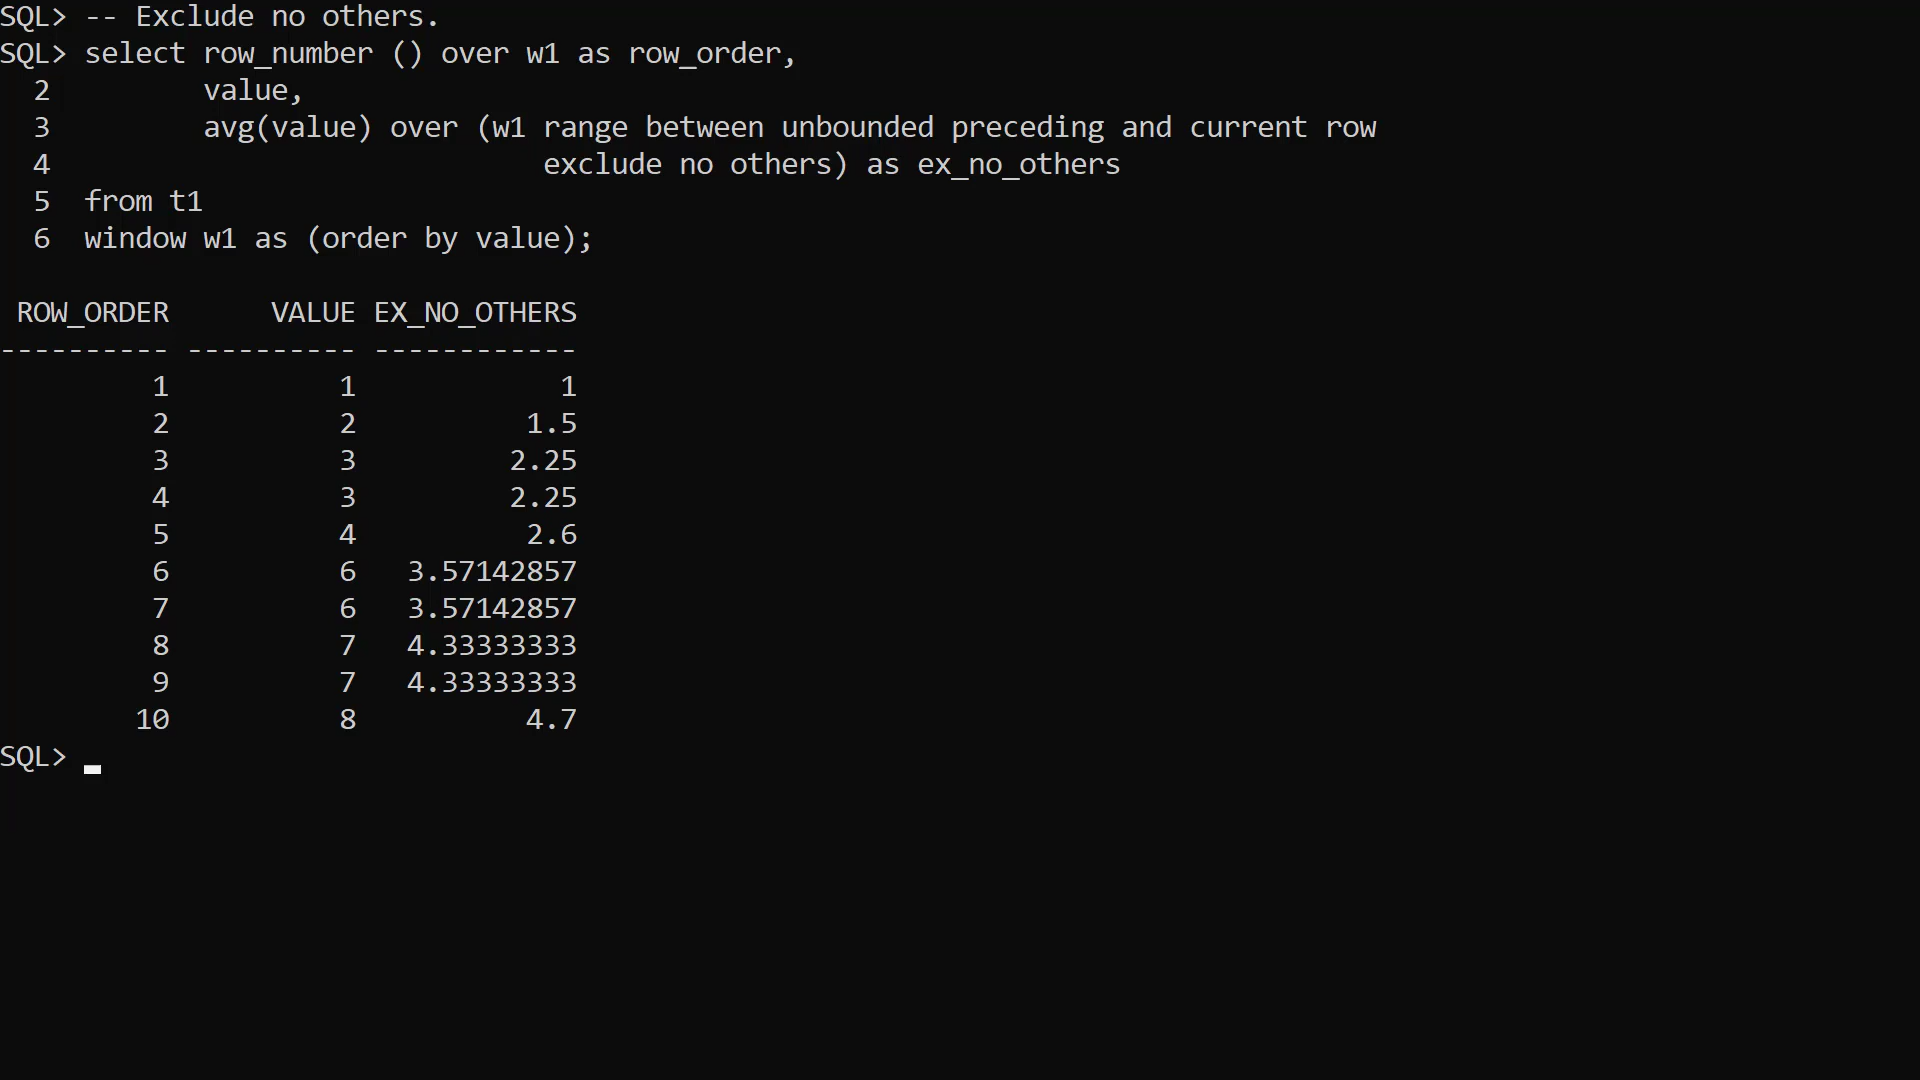 SQL> -- Exclude no others.
SQL> select row_number () over w1 as row_order,
  2         value,
  3         avg(value) over (w1 range between unbounded preceding and current row
  4                             exclude no others) as ex_no_others
  5  from t1
  6  window w1 as (order by value);

 ROW_ORDER      VALUE EX_NO_OTHERS
---------- ---------- ------------
         1          1            1
         2          2          1.5
         3          3         2.25
         4          3         2.25
         5          4          2.6
         6          6   3.57142857
         7          6   3.57142857
         8          7   4.33333333
         9          7   4.33333333
        10          8          4.7
SQL> _